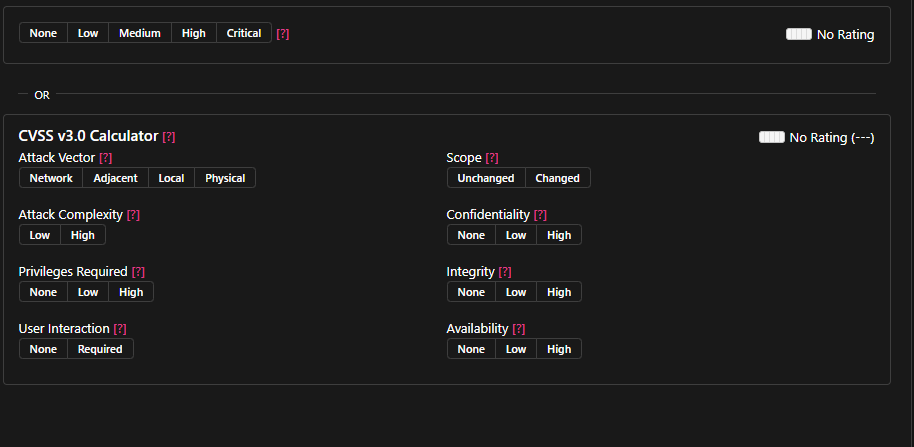 None Low Medium High Critical [?] No Rating
OR
CVSS v3.0 Calculator [?] No Rating (---)
Attack Vector [?]
Network Adjacent Local Physical
Scope [?]
Unchanged Changed
Attack Complexity [?]
Low High
Confidentiality [?]
None Low High
Privileges Required [?]
None Low High
Integrity [?]
None Low High
User Interaction [?]
None Required
Availability [?]
None Low High